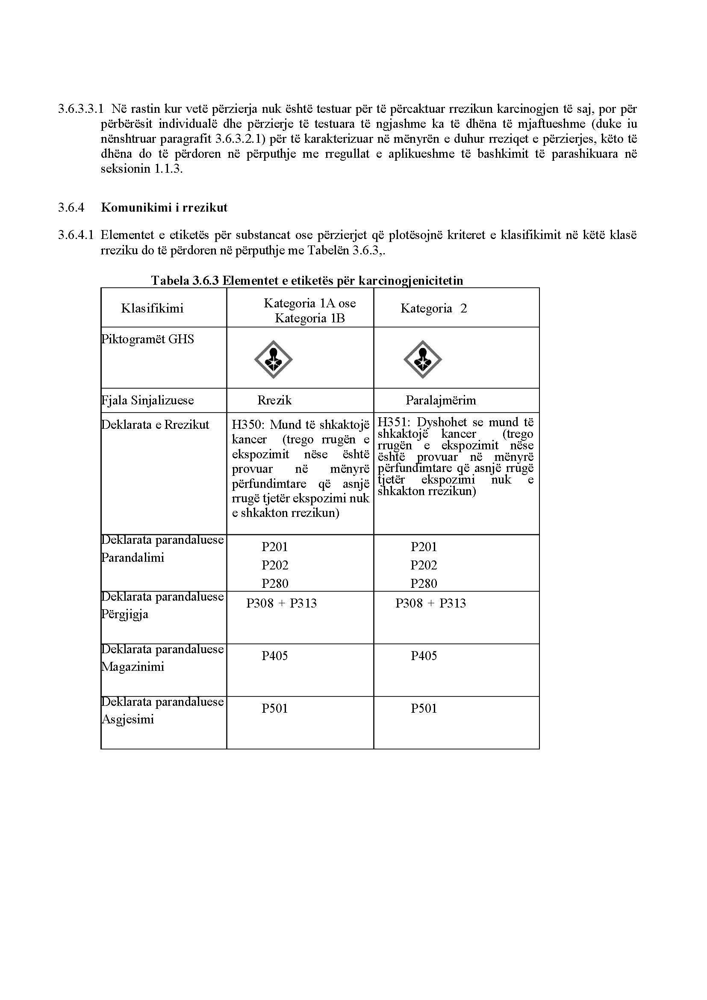 3.6.3.3.1 Në rastin kur vetë përzierja nuk është testuar për të përcaktuar rrezikun karcinogjen të saj, por për
përbërësit individualë dhe përzierje të testuara të ngjashme ka të dhëna të mjaftueshme (duke iu
nënshtruar paragrafit 3.6.3.2.1) për të karakterizuar në mënyrën e duhur rreziqet e përzierjes, këto të
dhëna do të përdoren në përputhje me rregullat e aplikueshme të bashkimit të parashikuara në
seksionin 1.1.3.
3.6.4 Komunikimi i rrezikut
3.6.4.1 Elementet e etiketës për substancat ose përzierjet që plotësojnë kriteret e klasifikimit në këtë klasë
rreziku do të përdoren në përputhje me Tabelën 3.6.3,.
Tabela 3.6.3 Elementet e etiketës për karcinogjenicitetin
Klasifikimi
Kategoria 1A ose
Kategoria 1B
Kategoria 2
Piktogramët GHS
Fjala Sinjalizuese
Rrezik
Paralajmërim
Deklarata e Rrezikut
H350: Mund të shkaktojë
kancer (trego rrugën e
ekspozimit nëse është
provuar në mënyrë
përfundimtare që asnjë
rrugë tjetër ekspozimi nuk
e shkakton rrezikun)
H351: Dyshohet se mund të
shkaktojë kancer (trego
rrugën e ekspozimit nëse
është provuar në mënyrë
përfundimtare që asnjë rrugë
tjetër ekspozimi nuk e
shkakton rrezikun)
Deklarata parandaluese
Parandalimi
P201
P202
P280
P201
P202
P280
Deklarata parandaluese
Përgjigja
P308 + P313
P308 + P313
Deklarata parandaluese
Magazinimi
P405
P405
Deklarata parandaluese
Asgjesimi
P501
P501